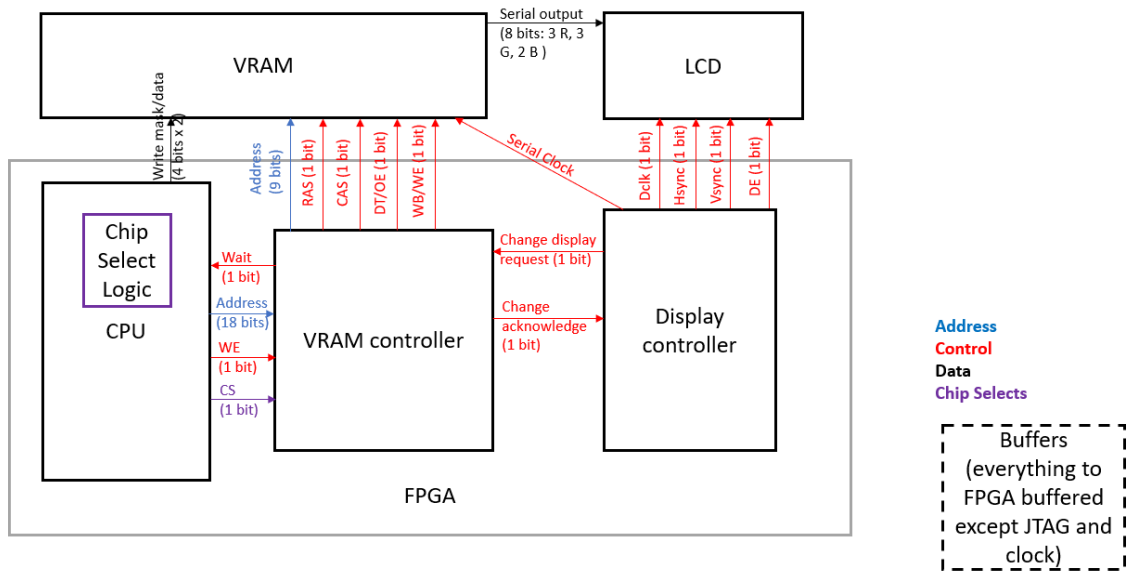 Serial output
(8 bits: 3 R, 3
G, 2 B )
VRAM
LCD
Write mask/data
(4 bits x 2)
Address
(9 bits)
RAS (1 bit)
CAS (1 bit)
DT/OE (1 bit)
WB/WE (1 bit)
Serial Clock
Dclk (1 bit)
Hsync (1 bit)
Vsync (1 bit)
DE (1 bit)
Chip
Select
Logic
CPU
Wait
(1 bit)
Address
(18 bits)
WE
(1 bit)
CS
(1 bit)
VRAM controller
Change display
request (1 bit)
Change
acknowledge
(1 bit)
Display
controller
FPGA
Address
Control
Data
Chip Selects
Buffers
(everything to
FPGA buffered
except JTAG and
clock)